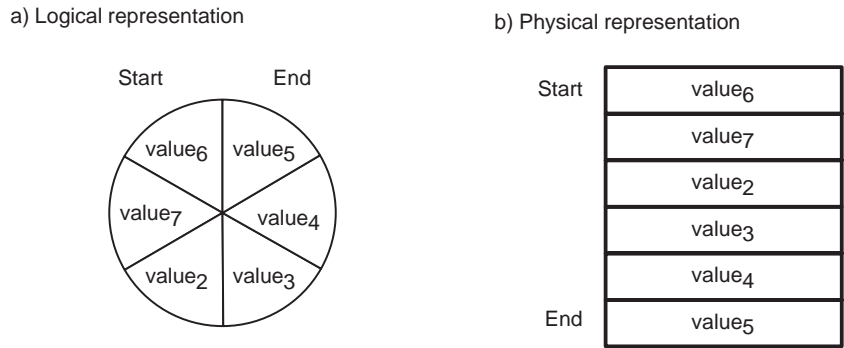 a) Logical representation
Start
End
value6
value5
value7
value4
value2
value3
b) Physical representation
Start
value6
value7
value2
value3
value4
End
value5